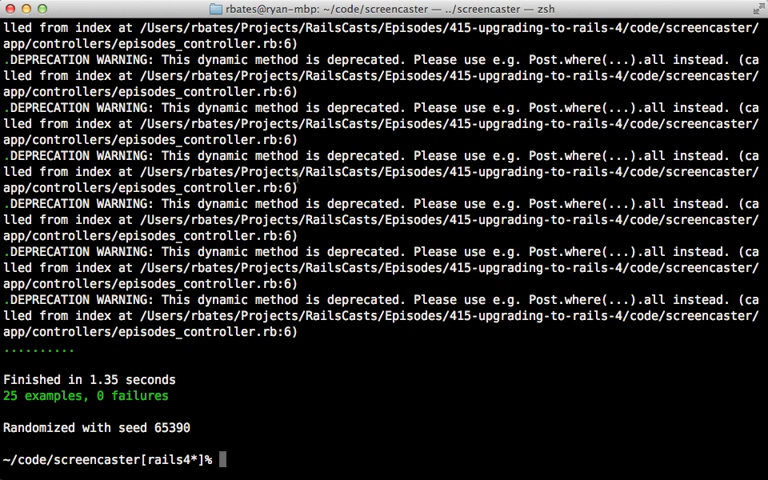 rbates@ryan-mbp: ~/code/screencaster — ../screencaster — zsh
lled from index at /Users/rbates/Projects/RailsCasts/Episodes/415-upgrading-to-rails-4/code/screencaster/
app/controllers/episodes_controller.rb:6)
.DEPRECATION WARNING: This dynamic method is deprecated. Please use e.g. Post.where(...).all instead. (ca
lled from index at /Users/rbates/Projects/RailsCasts/Episodes/415-upgrading-to-rails-4/code/screencaster/
app/controllers/episodes_controller.rb:6)
.DEPRECATION WARNING: This dynamic method is deprecated. Please use e.g. Post.where(...).all instead. (ca
lled from index at /Users/rbates/Projects/RailsCasts/Episodes/415-upgrading-to-rails-4/code/screencaster/
app/controllers/episodes_controller.rb:6)
.DEPRECATION WARNING: This dynamic method is deprecated. Please use e.g. Post.where(...).all instead. (ca
lled from index at /Users/rbates/Projects/RailsCasts/Episodes/415-upgrading-to-rails-4/code/screencaster/
app/controllers/episodes_controller.rb:6)
.DEPRECATION WARNING: This dynamic method is deprecated. Please use e.g. Post.where(...).all instead. (ca
lled from index at /Users/rbates/Projects/RailsCasts/Episodes/415-upgrading-to-rails-4/code/screencaster/
app/controllers/episodes_controller.rb:6)
.DEPRECATION WARNING: This dynamic method is deprecated. Please use e.g. Post.where(...).all instead. (ca
lled from index at /Users/rbates/Projects/RailsCasts/Episodes/415-upgrading-to-rails-4/code/screencaster/
app/controllers/episodes_controller.rb:6)
.DEPRECATION WARNING: This dynamic method is deprecated. Please use e.g. Post.where(...).all instead. (ca
lled from index at /Users/rbates/Projects/RailsCasts/Episodes/415-upgrading-to-rails-4/code/screencaster/
app/controllers/episodes_controller.rb:6)
..........
Finished in 1.35 seconds
25 examples, 0 failures
Randomized with seed 65390
~/code/screencaster[rails4*]%